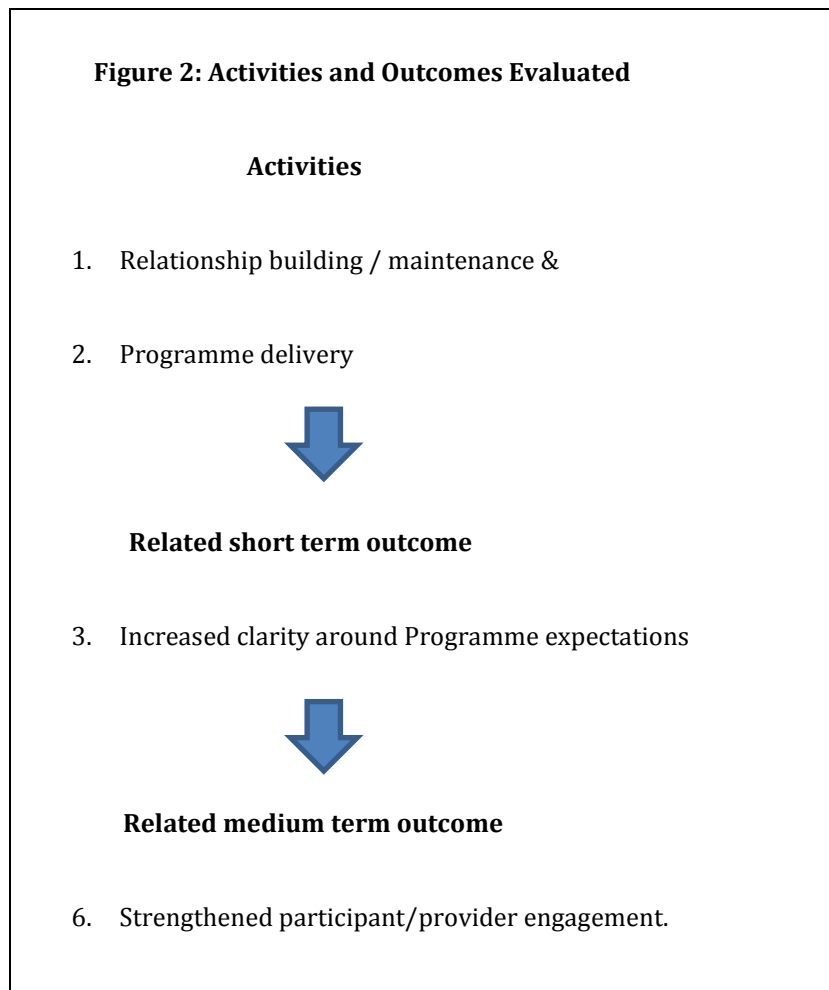 Figure 2: Activities and Outcomes Evaluated
Activities
1. Relationship building / maintenance &
2. Programme delivery
Related short term outcome
3. Increased clarity around Programme expectations
Related medium term outcome
6. Strengthened participant/provider engagement.